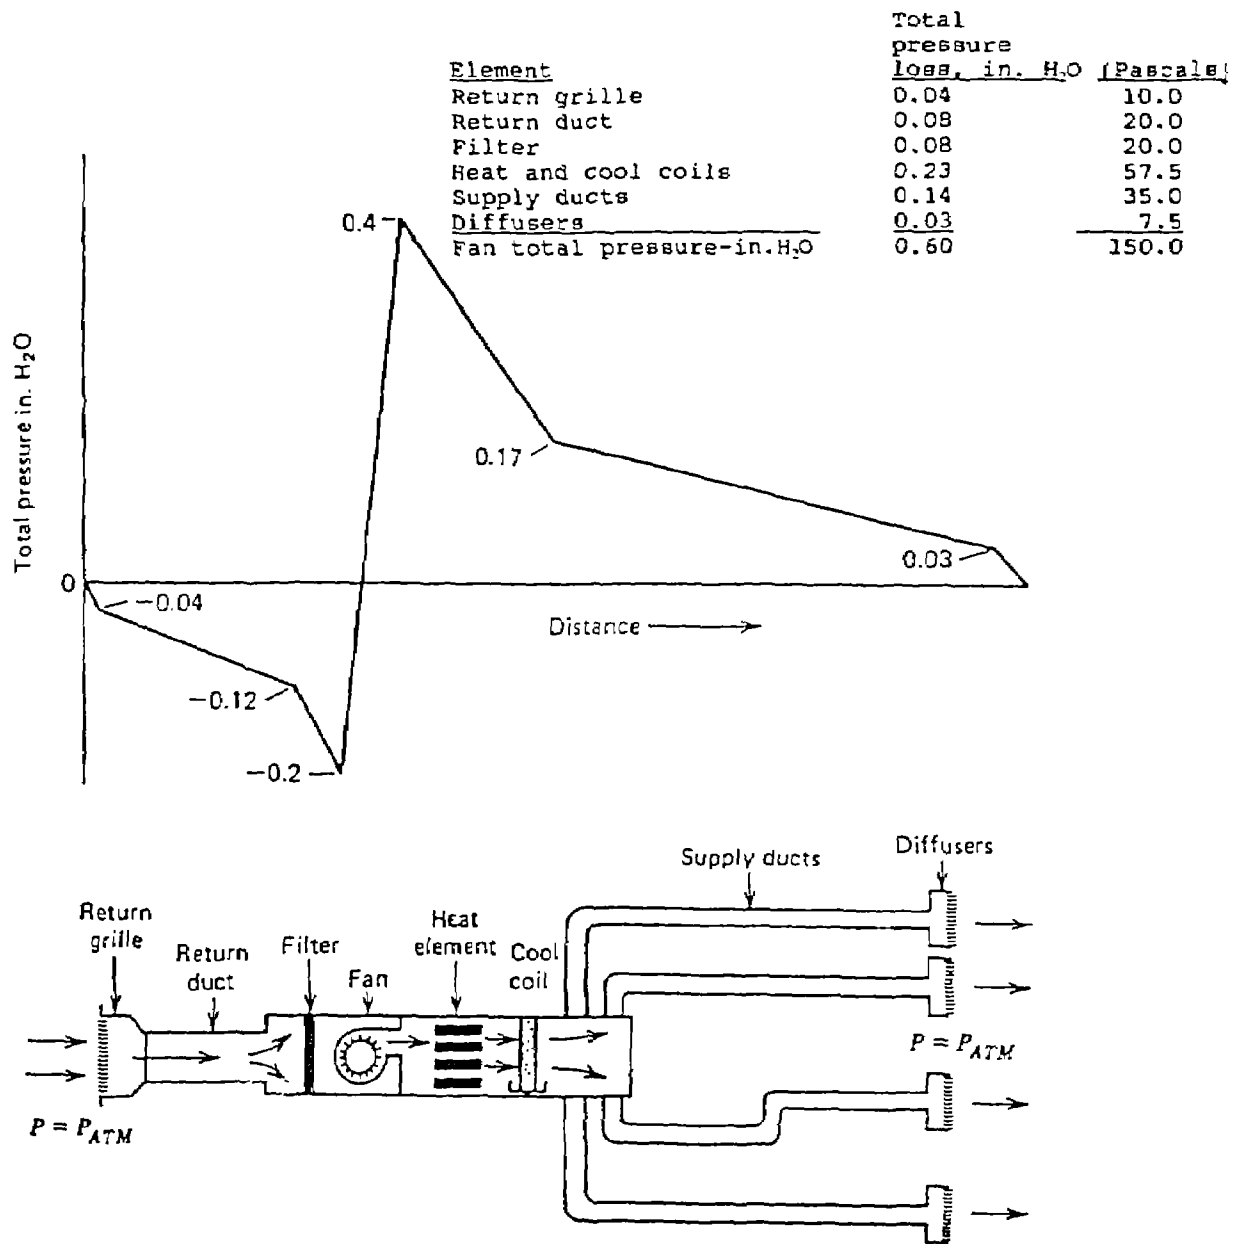 Total
pressure
Element loss, in. H₂O (Pascals)
Return grille 0.04 10.0
Return duct 0.08 20.0
Filter 0.08 20.0
Heat and cool coils 0.23 57.5
Supply ducts 0.14 35.0
Diffusers 0.03 7.5
Fan total pressure-in.H₂O 0.60 150.0
Total pressure in. H₂O
0.4
0.17
0.03
0
−0.04
Distance
−0.12
−0.2
Supply ducts
Diffusers
Return
grille
Return
duct
Filter
Fan
Heat
element
Cool
coil
P = P_ATM
P = P_ATM